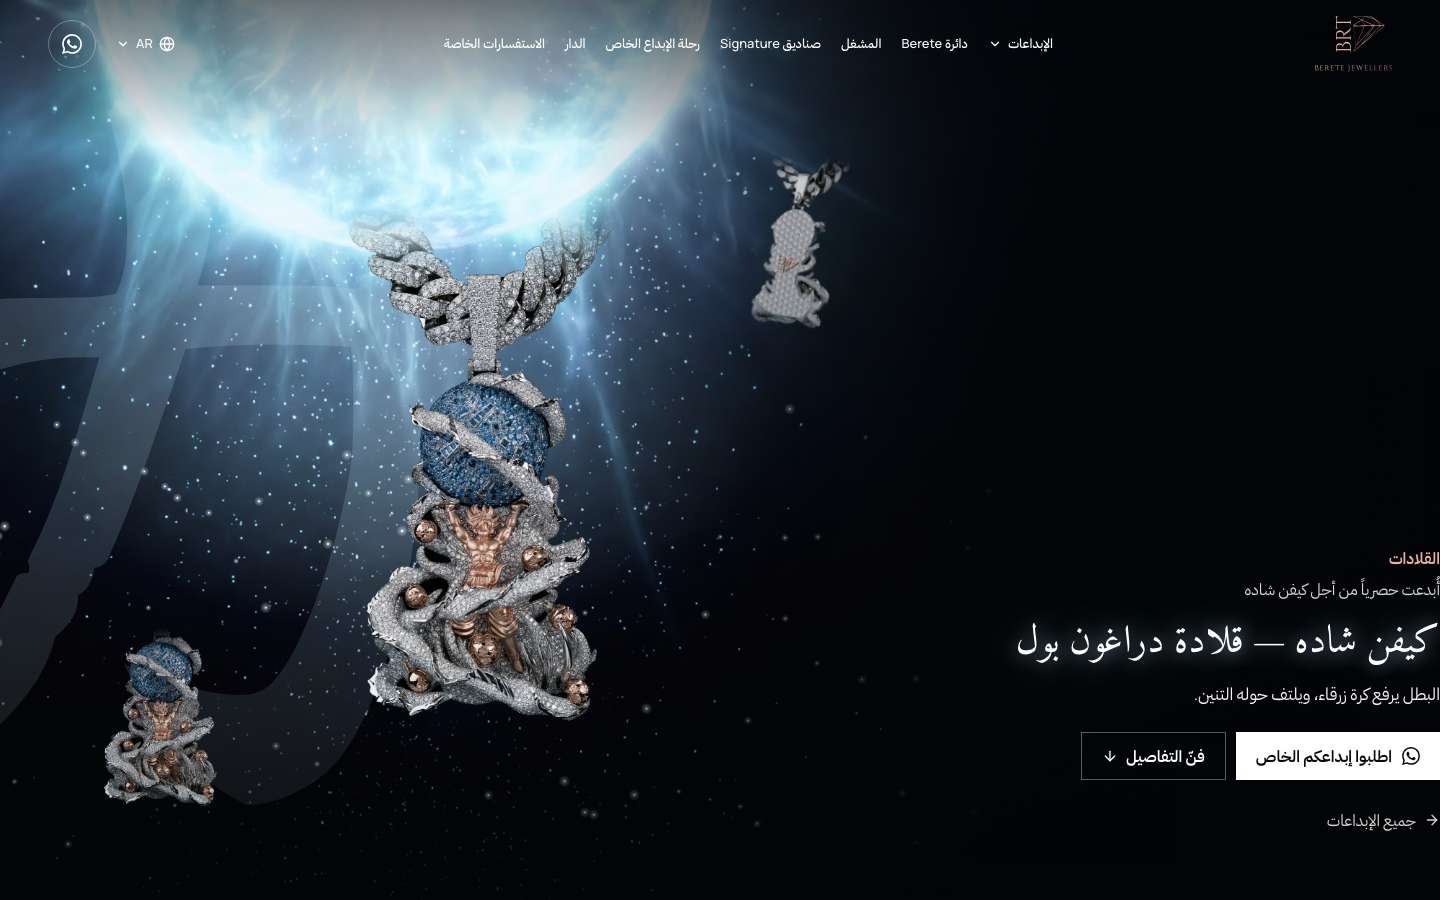 BRT
BERETE JEWELLERS
الإبداعات
دائرة Berete
المشغل
صناديق Signature
رحلة الإبداع الخاص
الدار
الاستفسارات الخاصة
AR
القلادات
أُبدعت حصرياً من أجل كيفن شاده
كيفن شاده — قلادة دراغون بول
البطل يرفع كرة زرقاء، ويلتف حوله التنين.
اطلبوا إبداعكم الخاص
فنّ التفاصيل
جميع الإبداعات